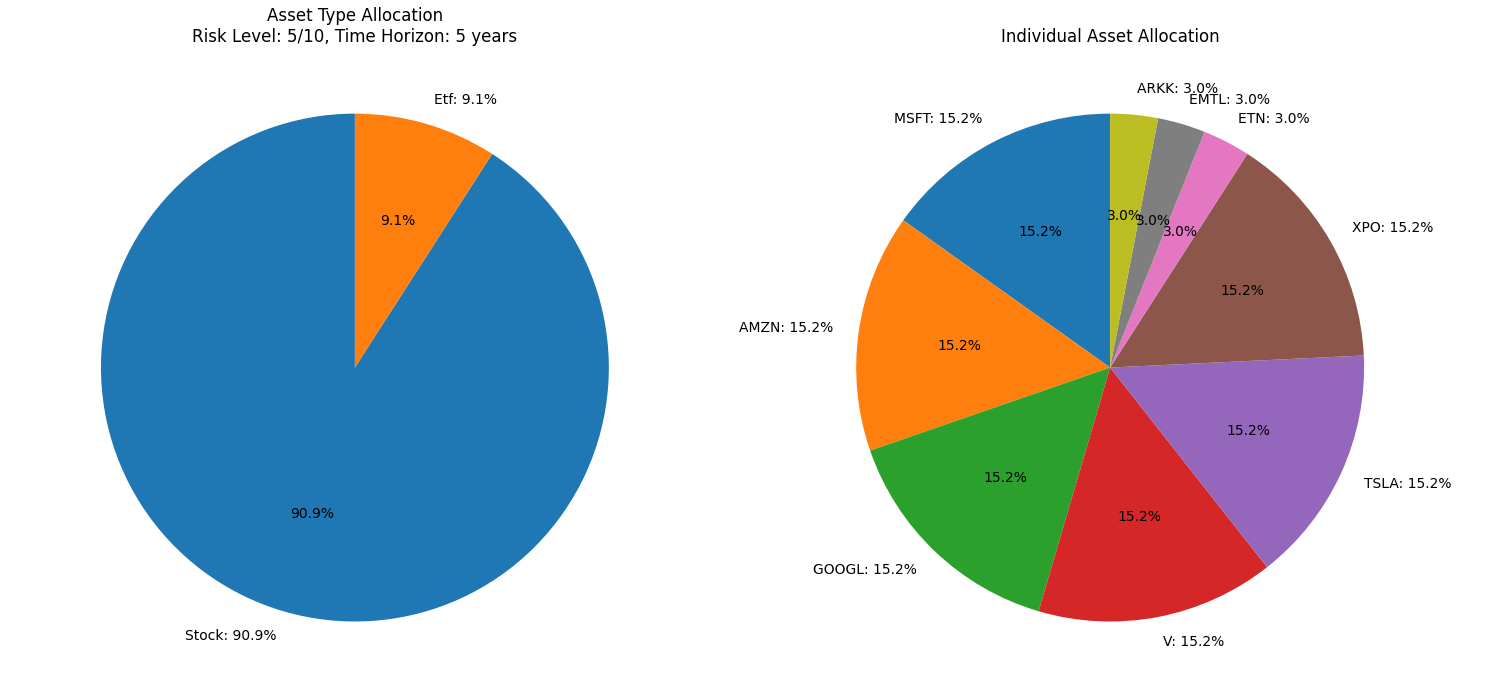 Asset Type Allocation
Risk Level: 5/10, Time Horizon: 5 years
Etf: 9.1%
9.1%
90.9%
Stock: 90.9%
Individual Asset Allocation
ARKK: 3.0%
EMTL: 3.0%
ETN: 3.0%
MSFT: 15.2%
XPO: 15.2%
AMZN: 15.2%
TSLA: 15.2%
GOOGL: 15.2%
V: 15.2%
3.0%
3.0%
3.0%
15.2%
15.2%
15.2%
15.2%
15.2%
15.2%